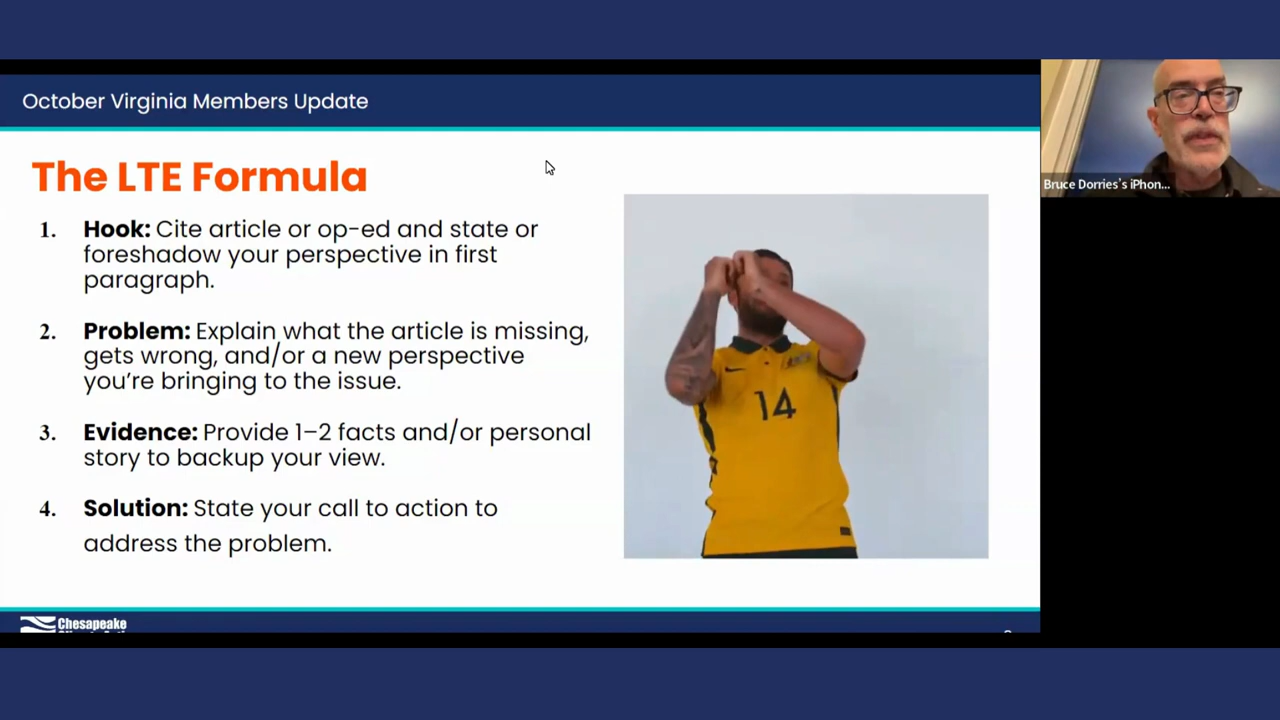 October Virginia Members Update
The LTE Formula
1. Hook: Cite article or op-ed and state or
foreshadow your perspective in first
paragraph.
2. Problem: Explain what the article is missing,
gets wrong, and/or a new perspective
you're bringing to the issue.
3. Evidence: Provide 1–2 facts and/or personal
story to backup your view.
4. Solution: State your call to action to
address the problem.
14
Bruce Dorries's iPhon...
Chesapeake